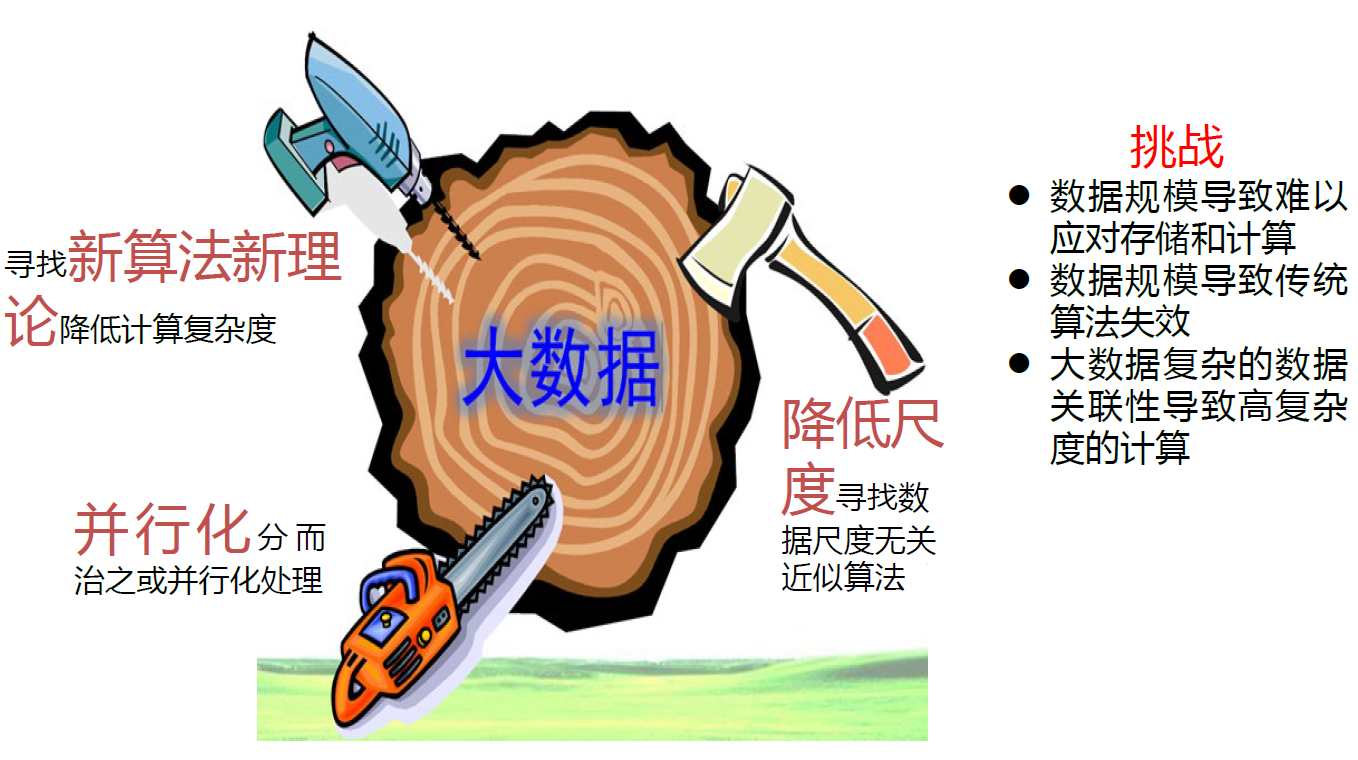 寻找新算法新理
论降低计算复杂度
大数据
并行化分而
治之或并行化处理
降低尺
度寻找数
据尺度无关
近似算法
挑战
● 数据规模导致难以
应对存储和计算
● 数据规模导致传统
算法失效
● 大数据复杂的数据
关联性导致高复杂
度的计算